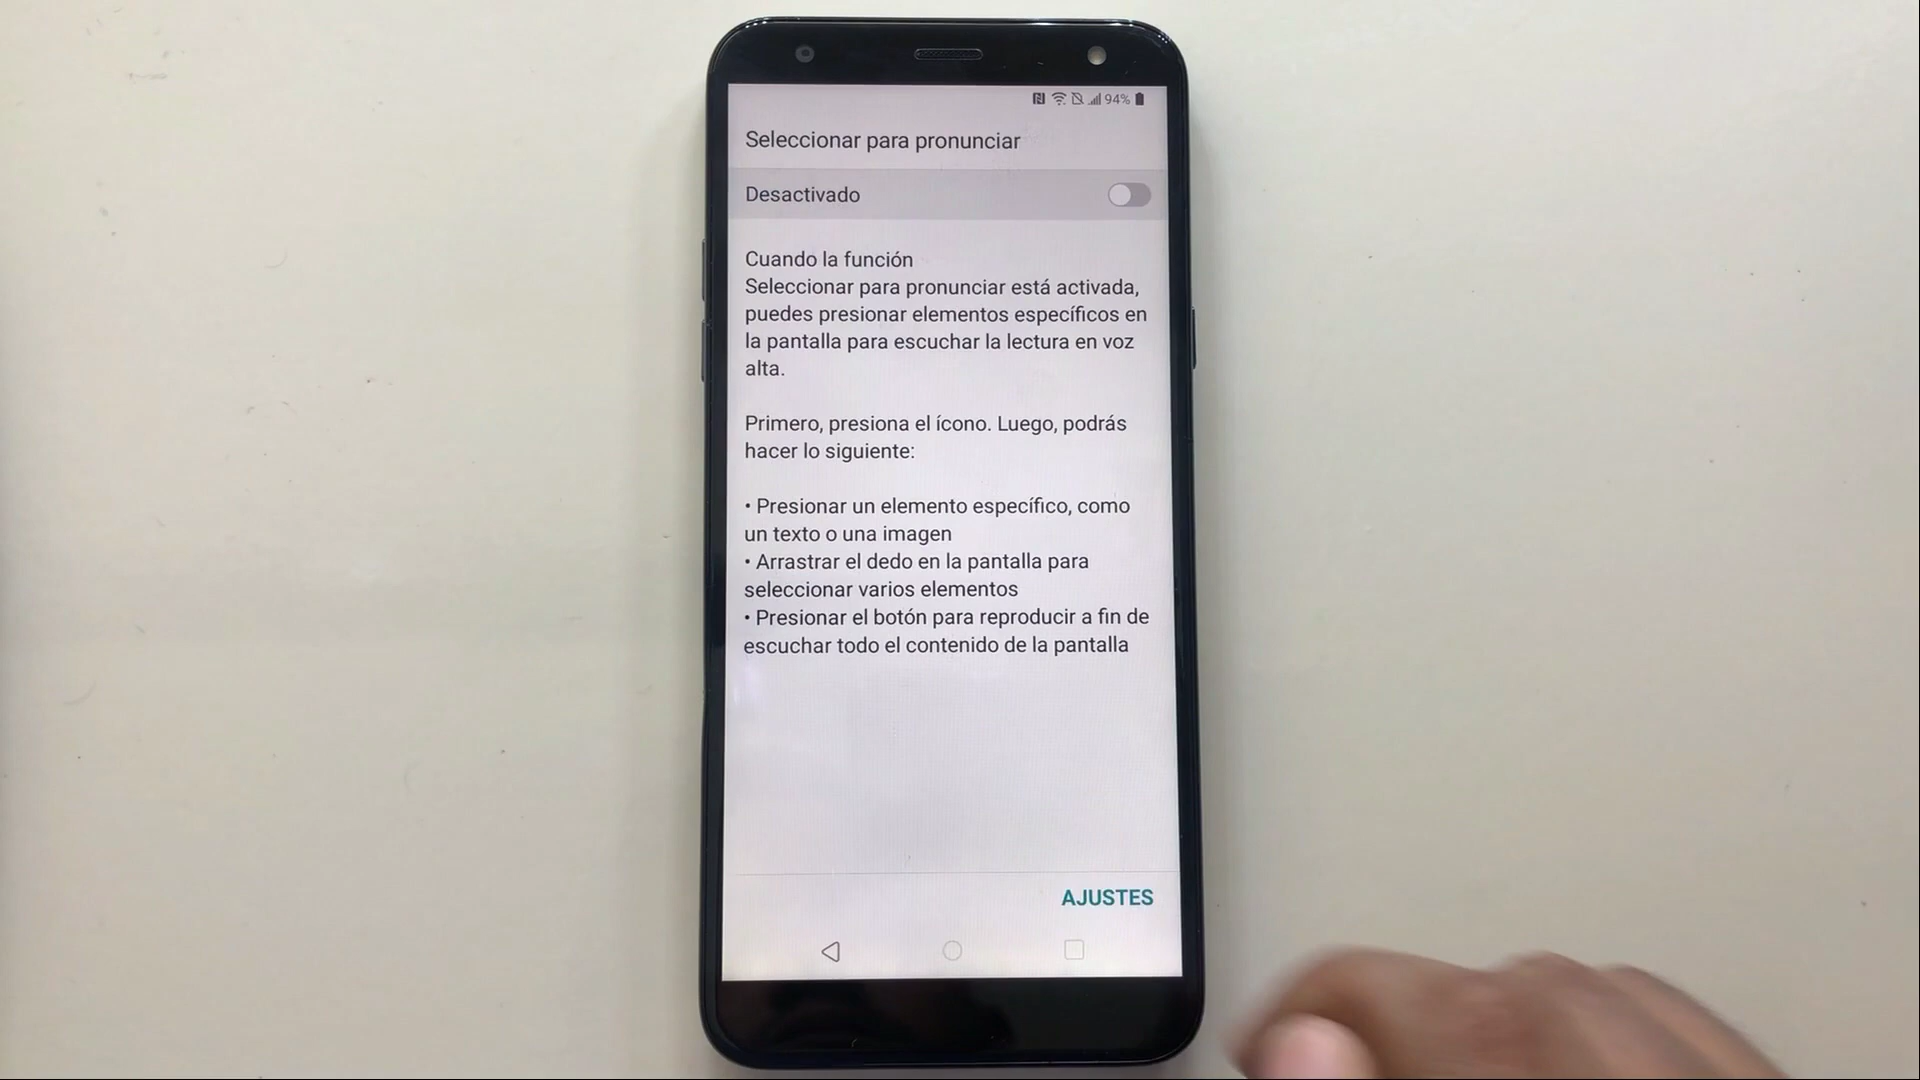 94%
Seleccionar para pronunciar
Desactivado
Cuando la función
Seleccionar para pronunciar está activada,
puedes presionar elementos específicos en
la pantalla para escuchar la lectura en voz
alta.
Primero, presiona el ícono. Luego, podrás
hacer lo siguiente:
• Presionar un elemento específico, como
un texto o una imagen
• Arrastrar el dedo en la pantalla para
seleccionar varios elementos
• Presionar el botón para reproducir a fin de
escuchar todo el contenido de la pantalla
AJUSTES